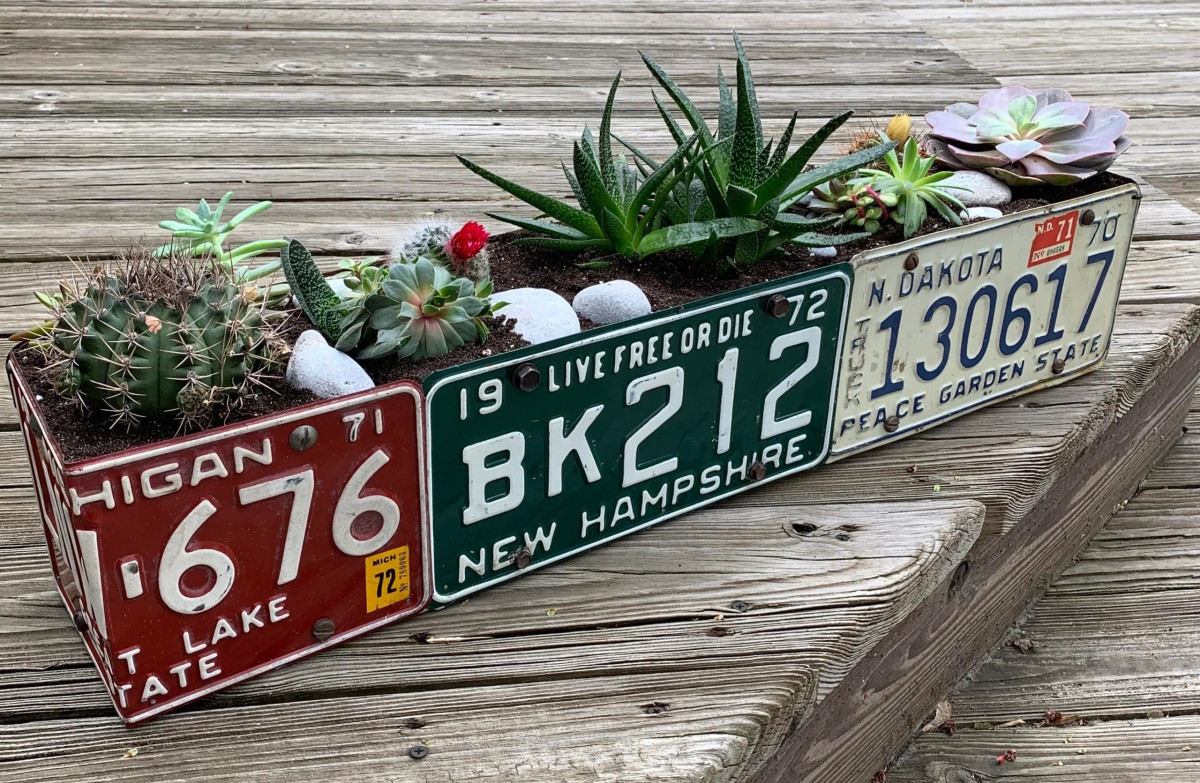 HIGAN 71
676
MICH
72
T LAKE
TATE
19 LIVE FREE OR DIE 72
BK212
NEW HAMPSHIRE
N. DAKOTA
N.D. 71
70
TRUCK
130617
PEACE GARDEN STATE